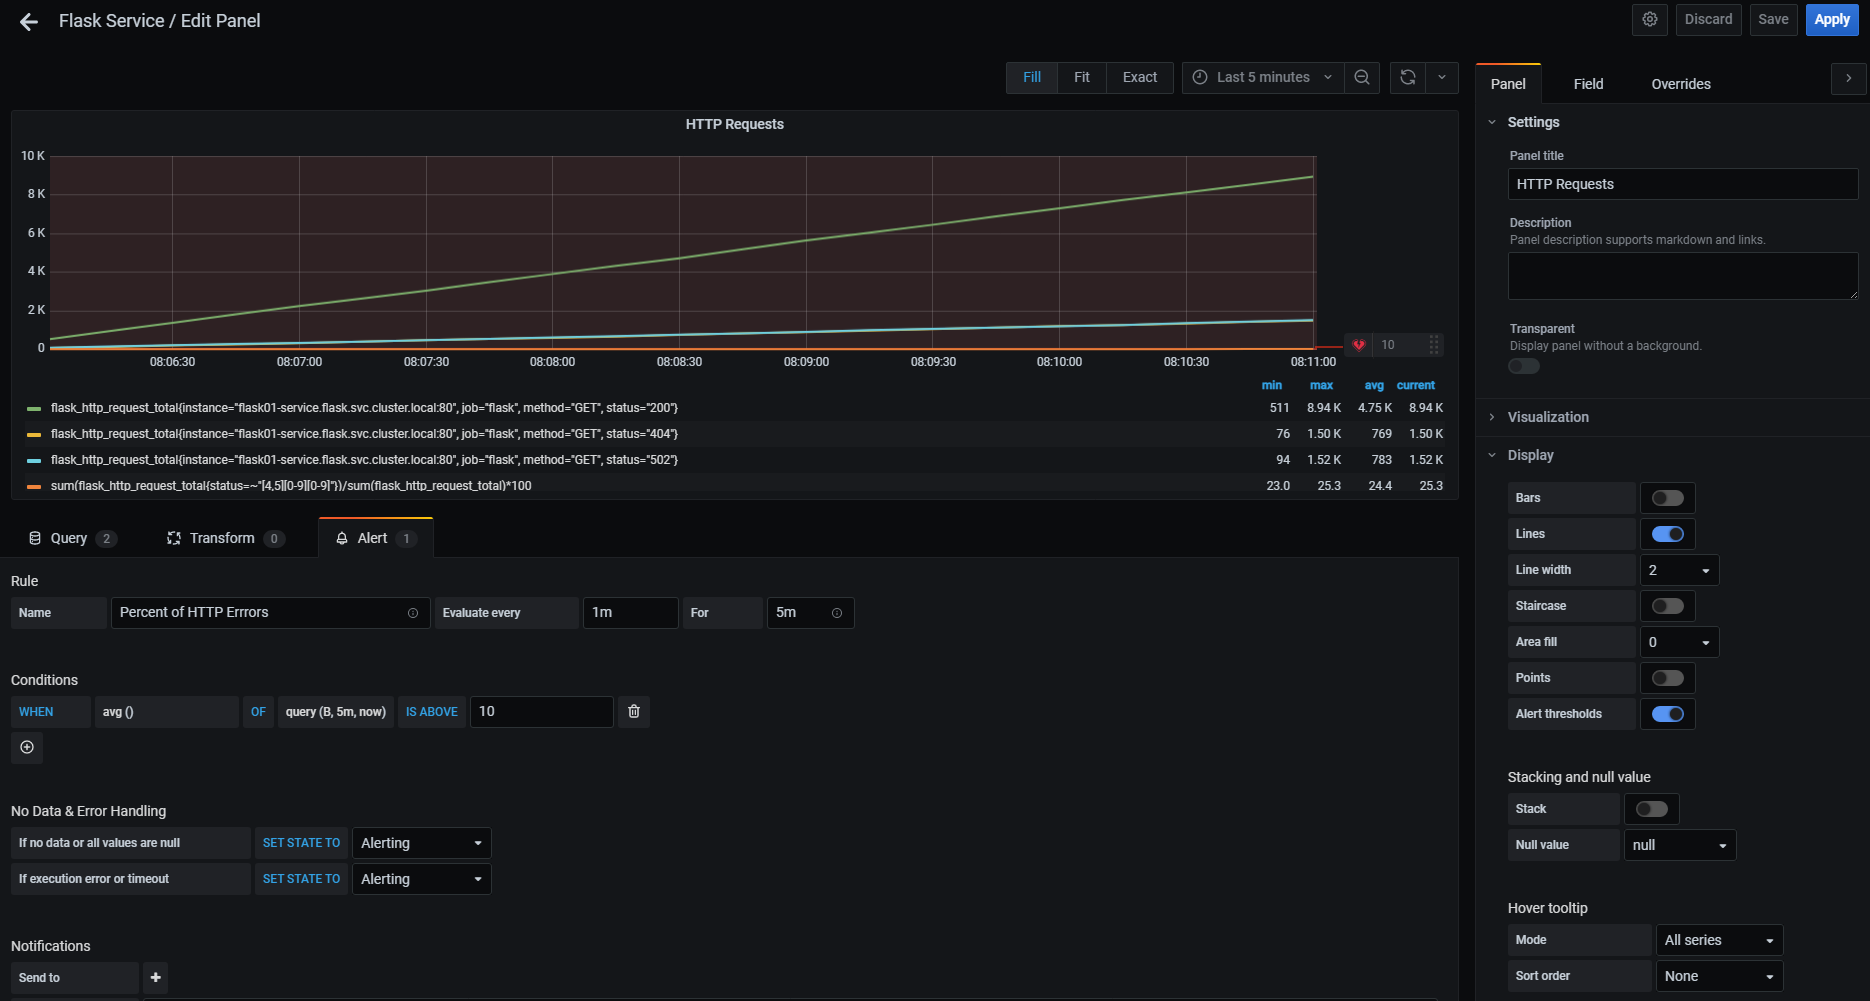 Flask Service / Edit Panel
Discard
Save
Apply
Fill
Fit
Exact
Last 5 minutes
HTTP Requests
10 K
8 K
6 K
4 K
2 K
0
08:06:30
08:07:00
08:07:30
08:08:00
08:08:30
08:09:00
08:09:30
08:10:00
08:10:30
08:11:00
10
min max avg current
flask_http_request_total{instance="flask01-service.flask.svc.cluster.local:80", job="flask", method="GET", status="200"} 511 8.94 K 4.75 K 8.94 K
flask_http_request_total{instance="flask01-service.flask.svc.cluster.local:80", job="flask", method="GET", status="404"} 76 1.50 K 769 1.50 K
flask_http_request_total{instance="flask01-service.flask.svc.cluster.local:80", job="flask", method="GET", status="502"} 94 1.52 K 783 1.52 K
sum(flask_http_request_total{status=~"[4,5][0-9][0-9]"})/sum(flask_http_request_total)*100 23.0 25.3 24.4 25.3
Query 2
Transform 0
Alert 1
Rule
Name Percent of HTTP Errrors Evaluate every 1m For 5m
Conditions
WHEN avg () OF query (B, 5m, now) IS ABOVE 10
No Data & Error Handling
If no data or all values are null SET STATE TO Alerting
If execution error or timeout SET STATE TO Alerting
Notifications
Send to
Panel
Field
Overrides
Settings
Panel title
HTTP Requests
Description
Panel description supports markdown and links.
Transparent
Display panel without a background.
Visualization
Display
Bars
Lines
Line width 2
Staircase
Area fill 0
Points
Alert thresholds
Stacking and null value
Stack
Null value null
Hover tooltip
Mode All series
Sort order None